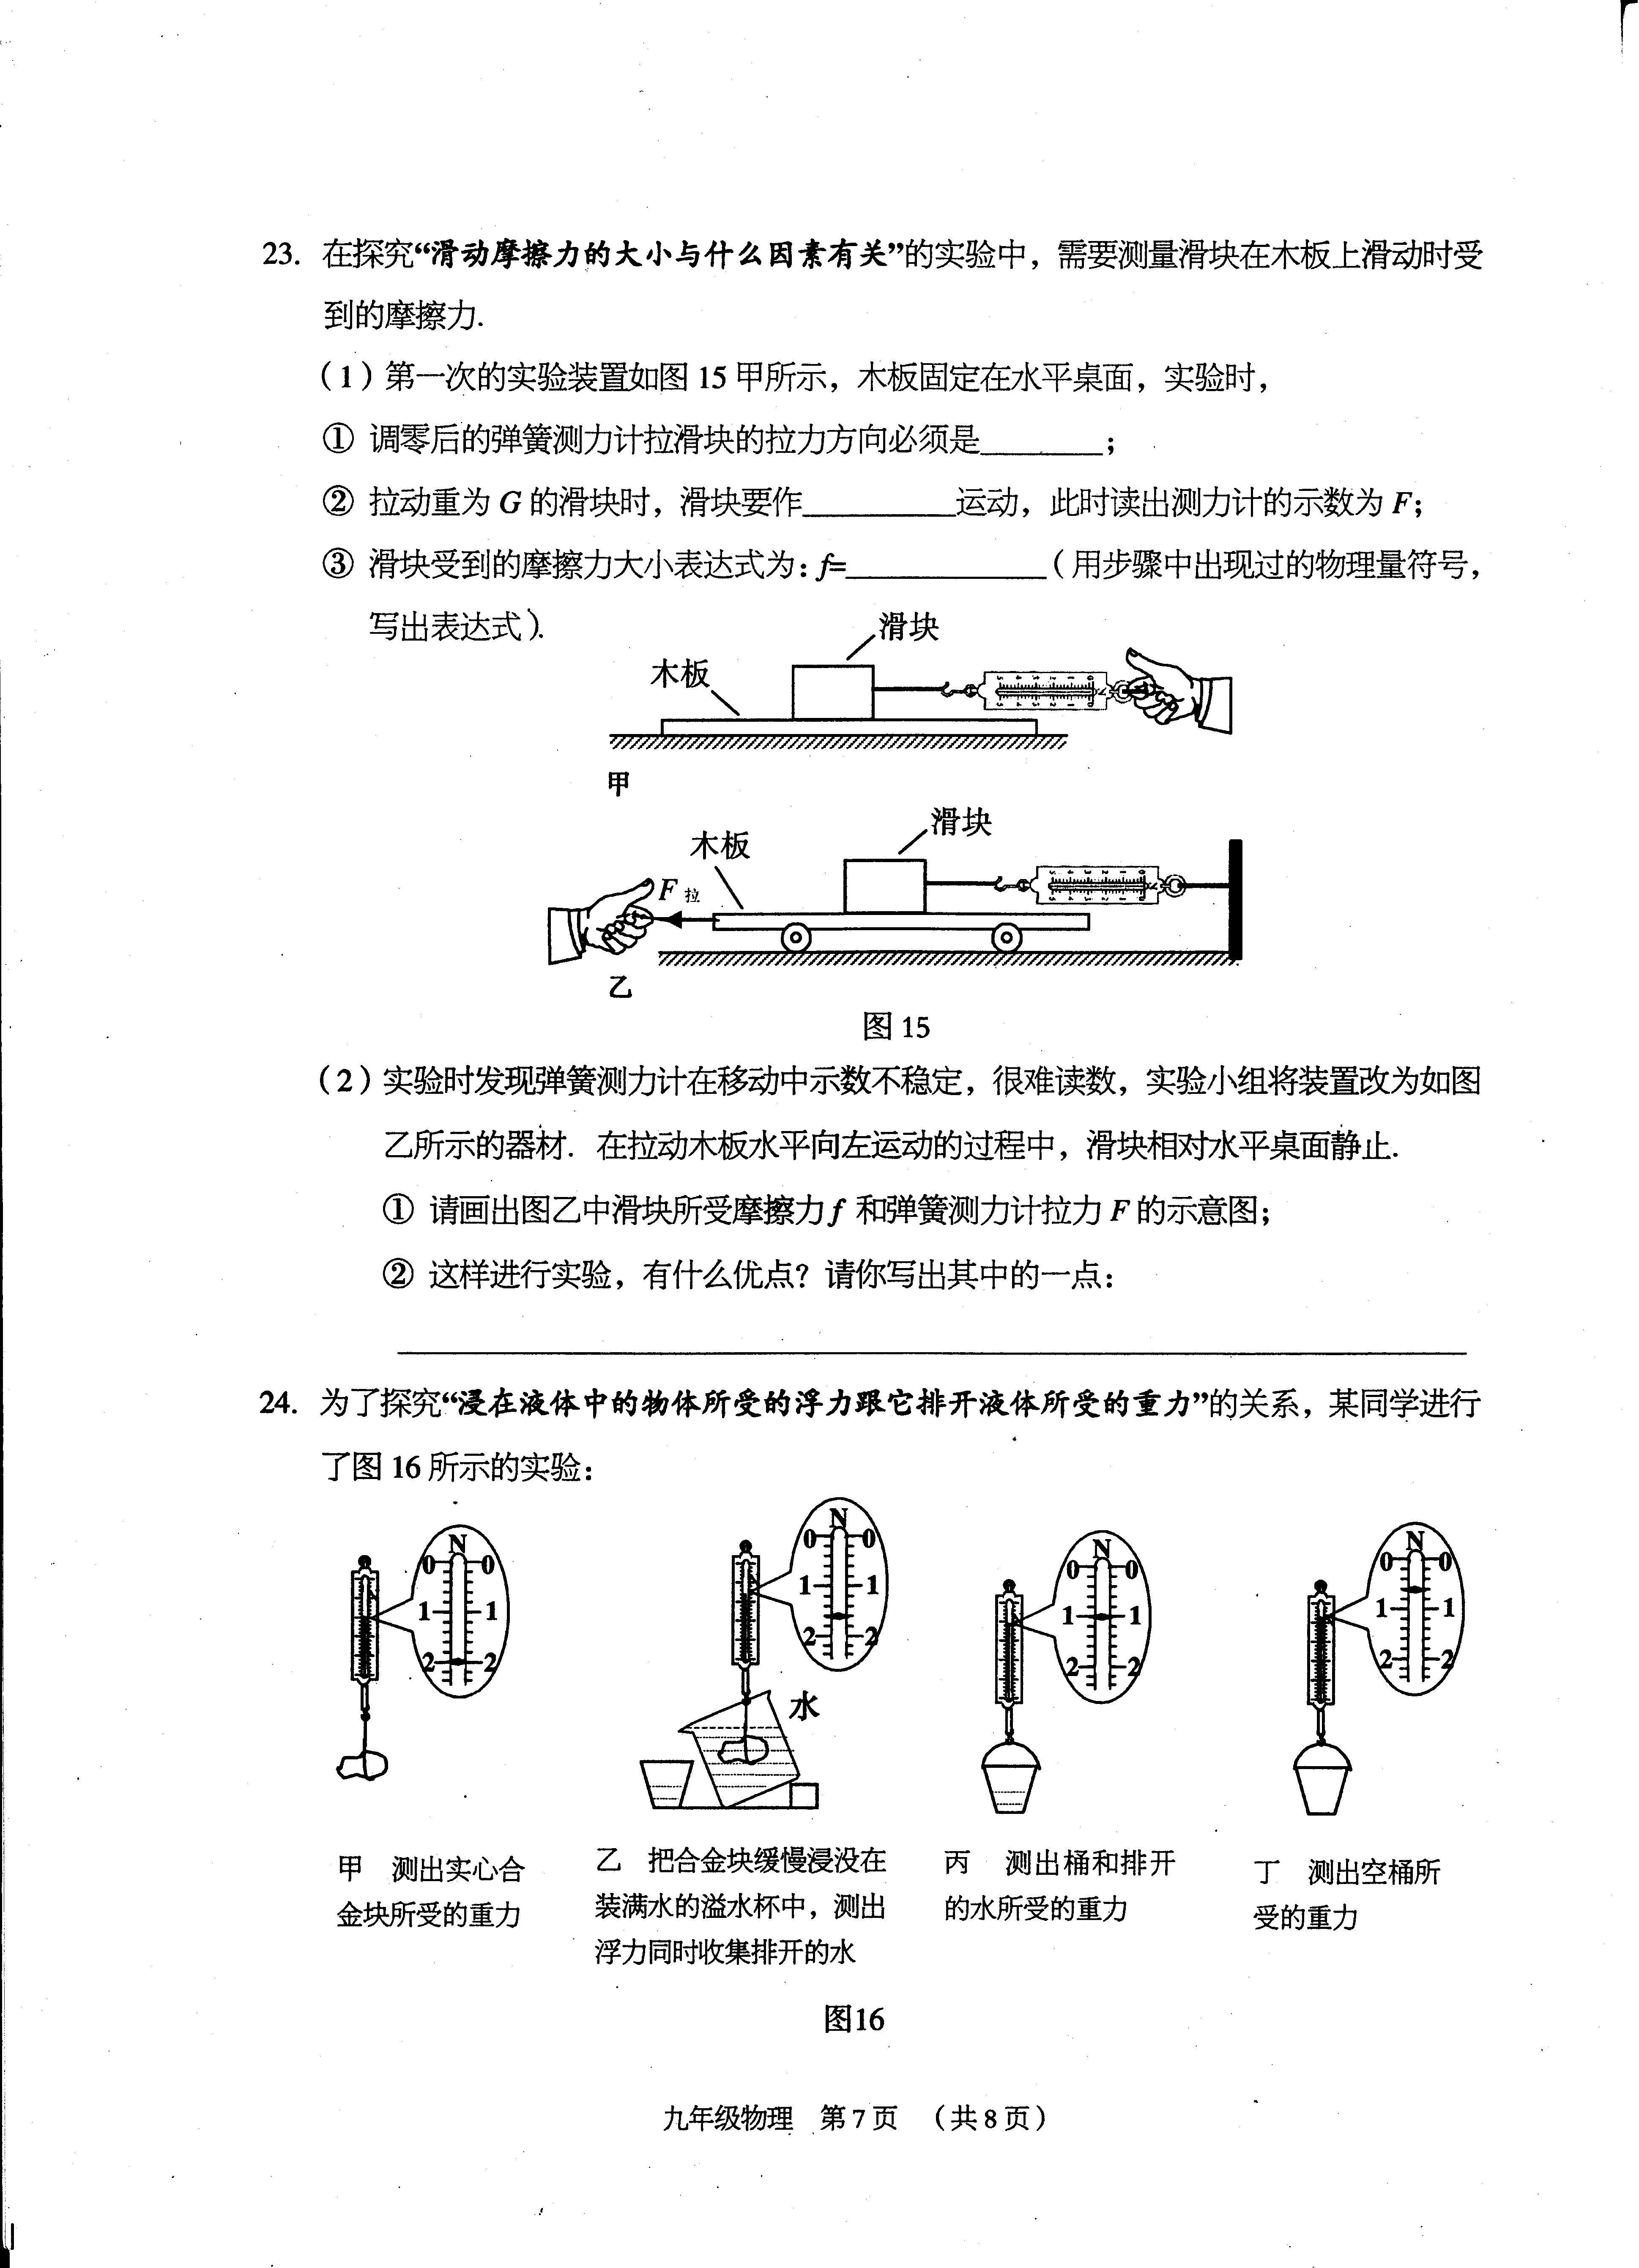 23. 在探究“滑动摩擦力的大小与什么因素有关”的实验中，需要测量滑块在木板上滑动时受
到的摩擦力.
（1）第一次的实验装置如图 15 甲所示，木板固定在水平桌面，实验时，
① 调零后的弹簧测力计拉滑块的拉力方向必须是________；
② 拉动重为 G 的滑块时，滑块要作__________运动，此时读出测力计的示数为 F；
③ 滑块受到的摩擦力大小表达式为：f=_____________（用步骤中出现过的物理量符号，
写出表达式）.
滑块
木板
甲
滑块
木板
F 拉
乙
图 15
（2）实验时发现弹簧测力计在移动中示数不稳定，很难读数，实验小组将装置改为如图
乙所示的器材．在拉动木板水平向左运动的过程中，滑块相对水平桌面静止.
① 请画出图乙中滑块所受摩擦力 f 和弹簧测力计拉力 F 的示意图；
② 这样进行实验，有什么优点？请你写出其中的一点：
24. 为了探究“浸在液体中的物体所受的浮力跟它排开液体所受的重力”的关系，某同学进行
了图 16 所示的实验：
N
0 0
1 1
2 2
N
0 0
1 1
2 2
水
N
0 0
1 1
2 2
N
0 0
1 1
2 2
甲 测出实心合
金块所受的重力
乙 把合金块缓慢浸没在
装满水的溢水杯中，测出
浮力同时收集排开的水
丙 测出桶和排开
的水所受的重力
丁 测出空桶所
受的重力
图16
九年级物理 第 7 页 （共 8 页）